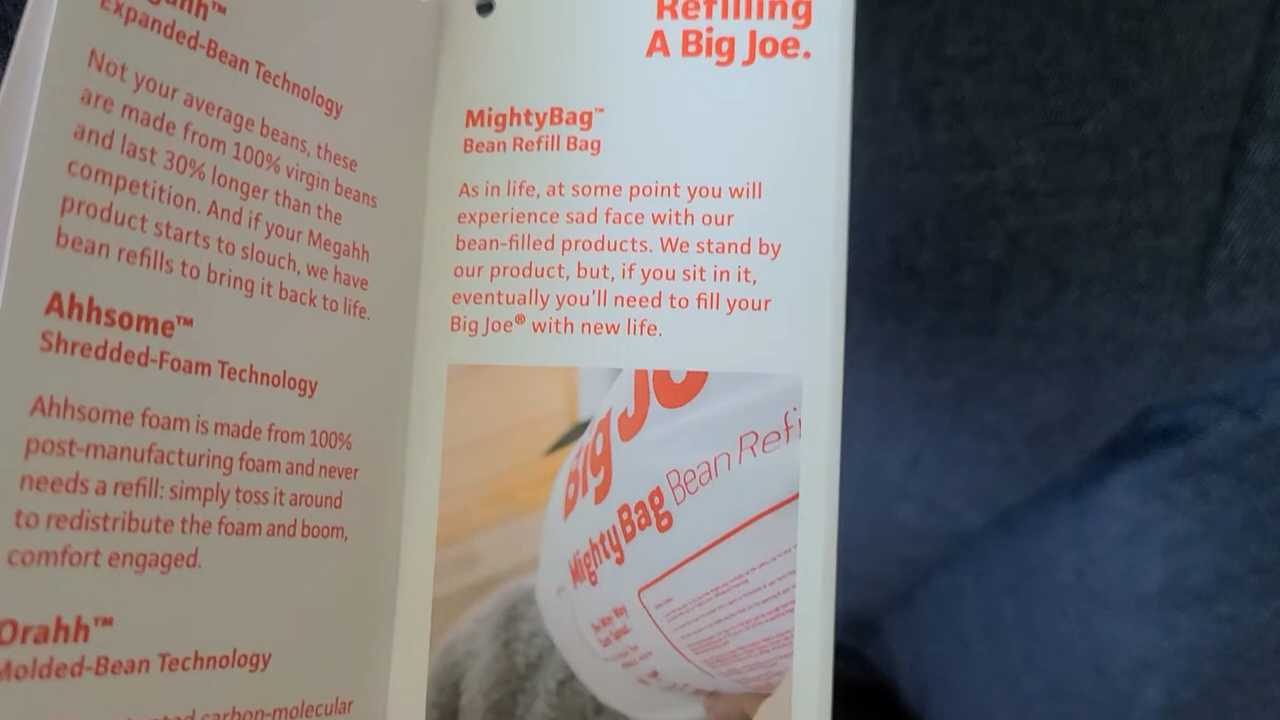 Expanded-Bean Technology
Not your average beans, these
are made from 100% virgin beans
and last 30% longer than the
competition. And if your Megahh
product starts to slouch, we have
bean refills to bring it back to life.
Ahhsome™
Shredded-Foam Technology
Ahhsome foam is made from 100%
post-manufacturing foam and never
needs a refill: simply toss it around
to redistribute the foam and boom,
comfort engaged.
Orahh™
Molded-Bean Technology
carbon-molecular
Refilling
A Big Joe.
MightyBag™
Bean Refill Bag
As in life, at some point you will
experience sad face with our
bean-filled products. We stand by
our product, but, if you sit in it,
eventually you'll need to fill your
Big Joe® with new life.
Big Jo
MightyBag Bean Refi